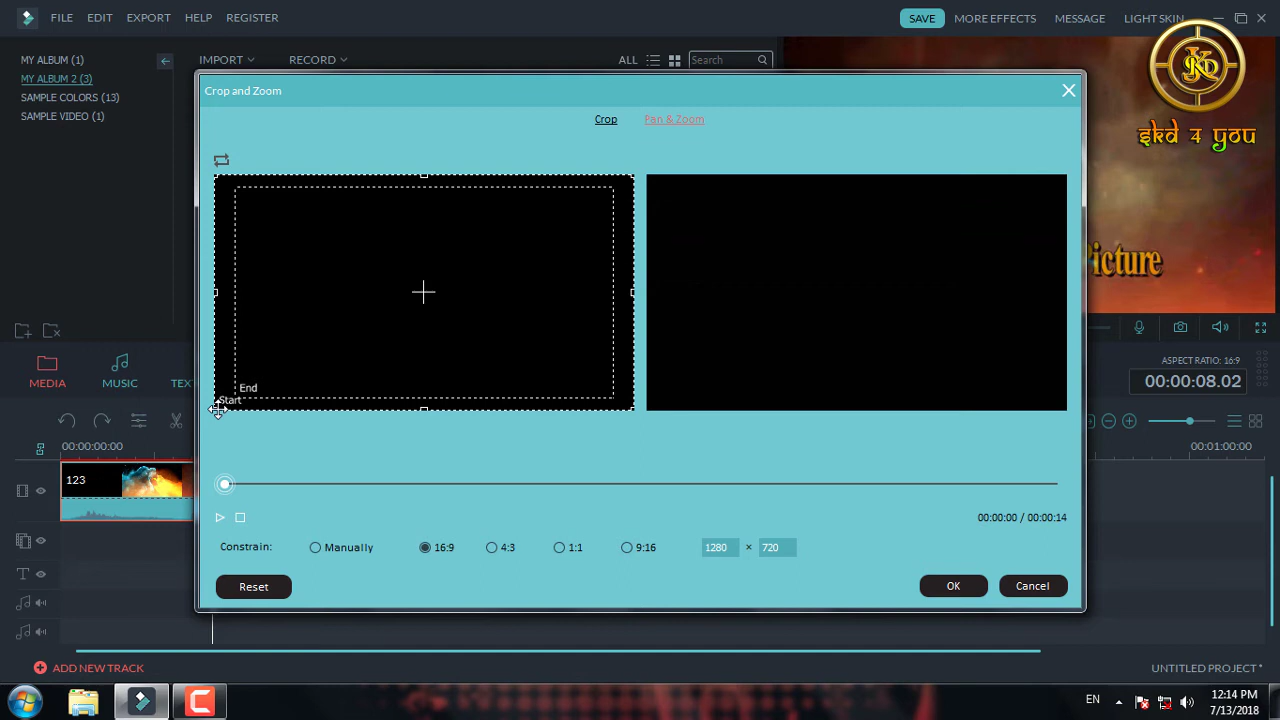 FILE EDIT EXPORT HELP REGISTER SAVE MORE EFFECTS MESSAGE LIGHT SKIN
MY ALBUM (1)
MY ALBUM 2 (3)
SAMPLE COLORS (13)
SAMPLE VIDEO (1)
IMPORT RECORD ALL Search
SKD
SKD 4 you
Crop and Zoom
Crop Pan & Zoom
End
Start
Picture
MEDIA MUSIC TEX
ASPECT RATIO: 16:9
00:00:08.02
00:00:00:00 00:01:00:00
123
00:00:00 / 00:00:14
Constrain: Manually 16:9 4:3 1:1 9:16 1280 × 720
Reset OK Cancel
ADD NEW TRACK UNTITLED PROJECT *
EN 12:14 PM
7/13/2018